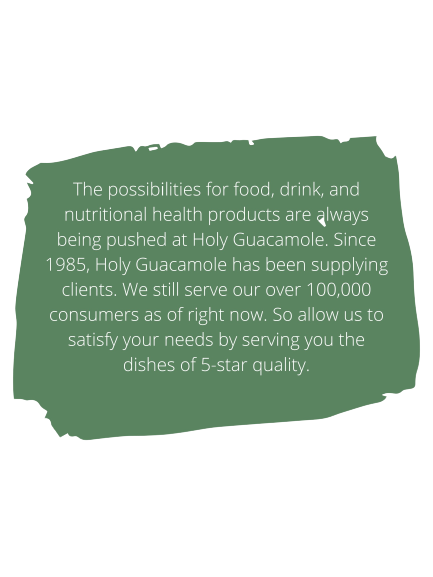 The possibilities for food, drink, and
nutritional health products are always
being pushed at Holy Guacamole. Since
1985, Holy Guacamole has been supplying
clients. We still serve our over 100,000
consumers as of right now. So allow us to
satisfy your needs by serving you the
dishes of 5-star quality.